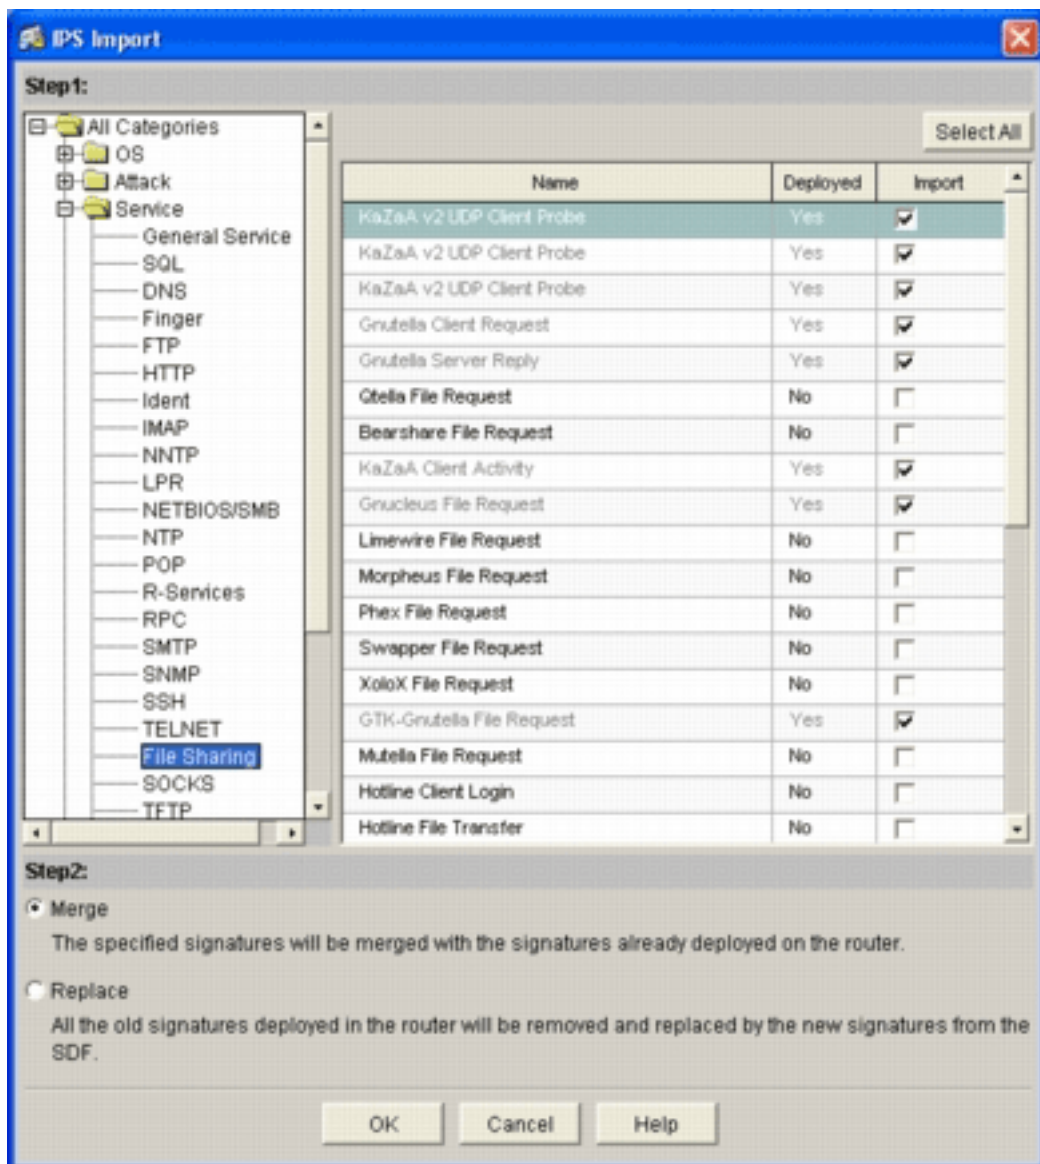 IPS Import
Step1:
All Categories
OS
Attack
Service
General Service
SQL
DNS
Finger
FTP
HTTP
Ident
IMAP
NNTP
LPR
NETBIOS/SMB
NTP
POP
R-Services
RPC
SMTP
SNMP
SSH
TELNET
File Sharing
SOCKS
TFTP
Select All
Name Deployed Import
KaZaA v2 UDP Client Probe Yes
KaZaA v2 UDP Client Probe Yes
KaZaA v2 UDP Client Probe Yes
Gnutella Client Request Yes
Gnutella Server Reply Yes
Qtella File Request No
Bearshare File Request No
KaZaA Client Activity Yes
Gnucleus File Request Yes
Limewire File Request No
Morpheus File Request No
Phex File Request No
Swapper File Request No
XoloX File Request No
GTK-Gnutella File Request Yes
Mutella File Request No
Hotline Client Login No
Hotline File Transfer No
Step2:
Merge
The specified signatures will be merged with the signatures already deployed on the router.
Replace
All the old signatures deployed in the router will be removed and replaced by the new signatures from the
SDF.
OK Cancel Help